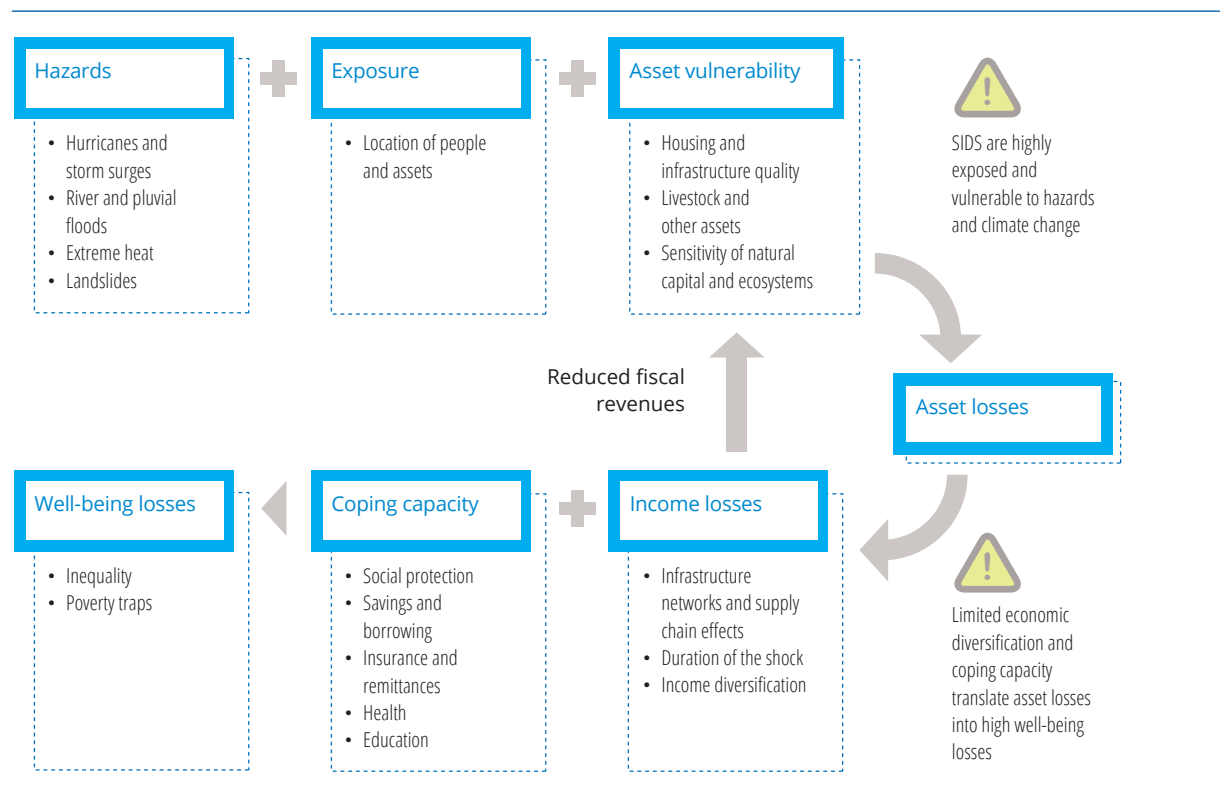 Hazards
• Hurricanes and
storm surges
• River and pluvial
floods
• Extreme heat
• Landslides
Exposure
• Location of people
and assets
Asset vulnerability
• Housing and
infrastructure quality
• Livestock and
other assets
• Sensitivity of natural
capital and ecosystems
!
SIDS are highly
exposed and
vulnerable to hazards
and climate change
Reduced fiscal
revenues
Asset losses
Well-being losses
• Inequality
• Poverty traps
Coping capacity
• Social protection
• Savings and
borrowing
• Insurance and
remittances
• Health
• Education
Income losses
• Infrastructure
networks and supply
chain effects
• Duration of the shock
• Income diversification
!
Limited economic
diversification and
coping capacity
translate asset losses
into high well-being
losses